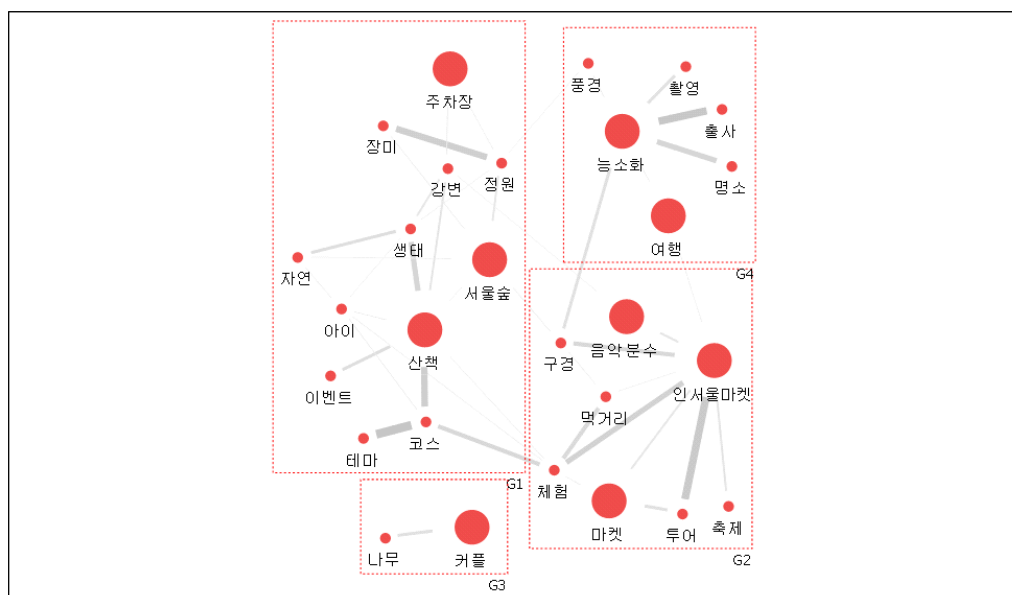 주차장
장미
강변
정원
생태
자연
서울숲
아이
산책
이벤트
코스
테마
G1
풍경
촬영
출사
능소화
명소
여행
G4
음악분수
구경
인서울마켓
먹거리
체험
마켓
투어
축제
G2
나무
커플
G3